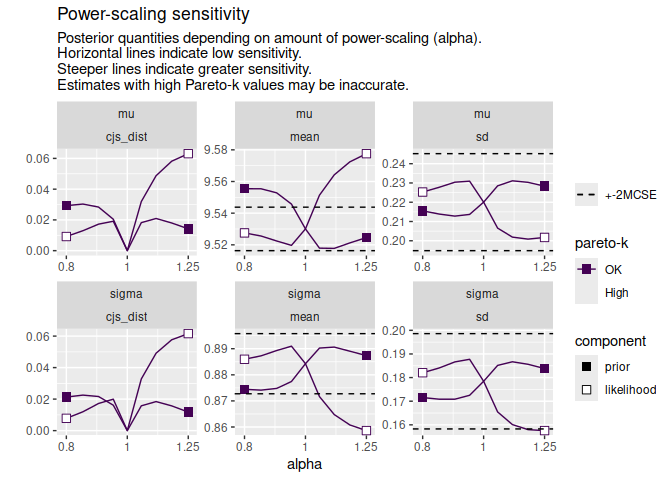 Power-scaling sensitivity
Posterior quantities depending on amount of power-scaling (alpha).
Horizontal lines indicate low sensitivity.
Steeper lines indicate greater sensitivity.
Estimates with high Pareto-k values may be inaccurate.
mu mu mu
cjs_dist mean sd
0.06 9.58 0.24
0.04 9.56 0.23
0.02 9.54 0.22
0.00 9.52 0.21
0.20
0.8 1 1.25 0.8 1 1.25 0.8 1 1.25
sigma sigma sigma
cjs_dist mean sd
0.06 0.89 0.20
0.04 0.88 0.19
0.02 0.87 0.18
0.00 0.86 0.17
0.16
0.8 1 1.25 0.8 1 1.25 0.8 1 1.25
alpha
+-2MCSE
pareto-k
OK
High
component
prior
likelihood